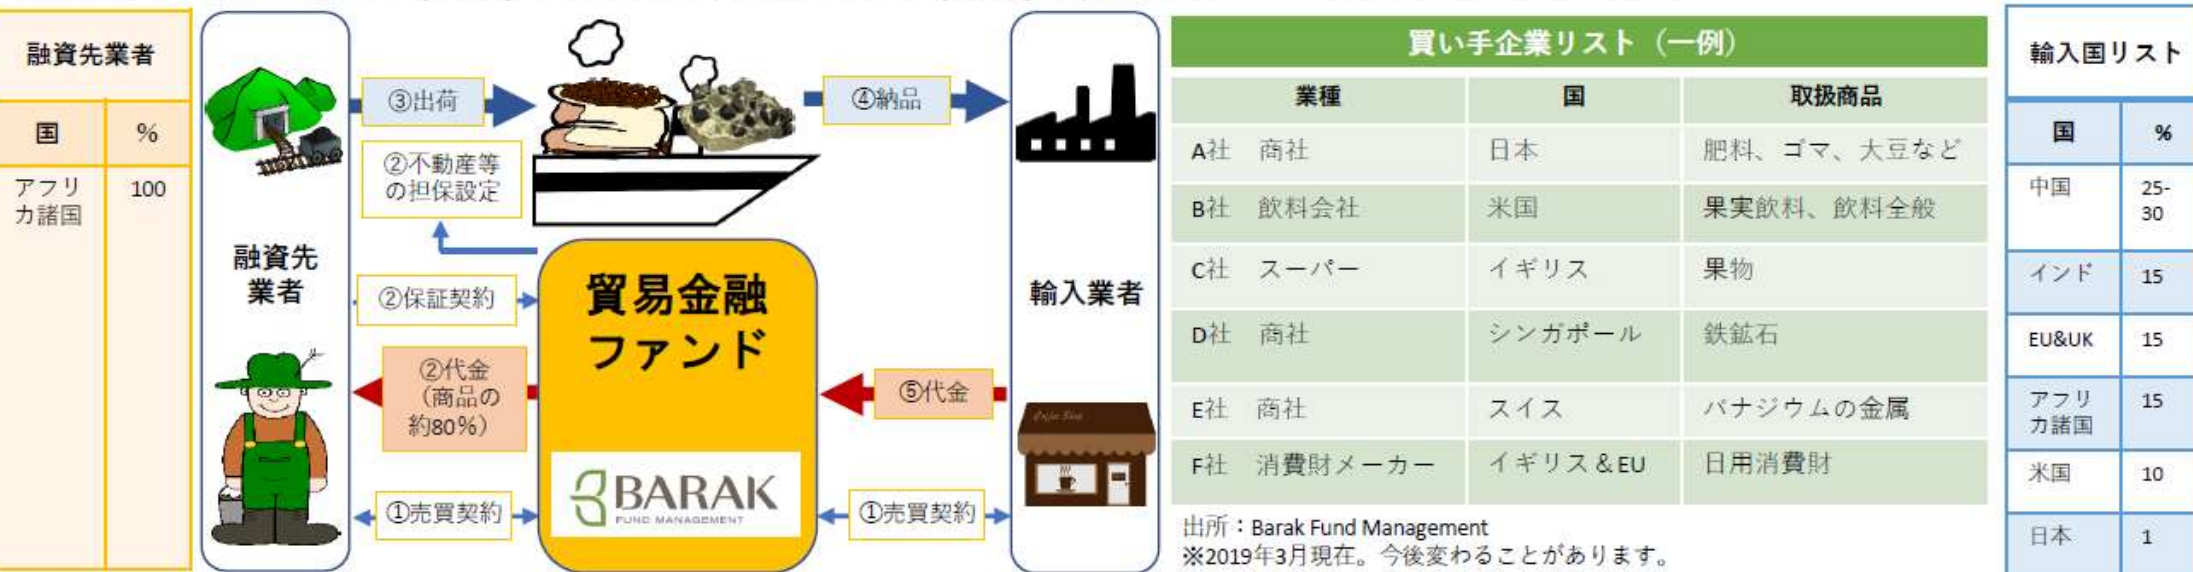 融資先業者
国 %
アフリ
カ諸国
100
③出荷
④納品
②不動産等
の担保設定
融資先
業者
②保証契約
貿易金融
ファンド
輸入業者
②代金
（商品の
約80％）
⑤代金
Coffee Shop
BARAK
FUND MANAGEMENT
①売買契約
①売買契約
買い手企業リスト（一例）
業種 国 取扱商品
A社 商社 日本 肥料、ゴマ、大豆など
B社 飲料会社 米国 果実飲料、飲料全般
C社 スーパー イギリス 果物
D社 商社 シンガポール 鉄鉱石
E社 商社 スイス バナジウムの金属
F社 消費財メーカー イギリス＆EU 日用消費財
出所：Barak Fund Management
※2019年3月現在。今後変わることがあります。
輸入国リスト
国 %
中国 25-
30
インド 15
EU&UK 15
アフリ
カ諸国
15
米国 10
日本 1